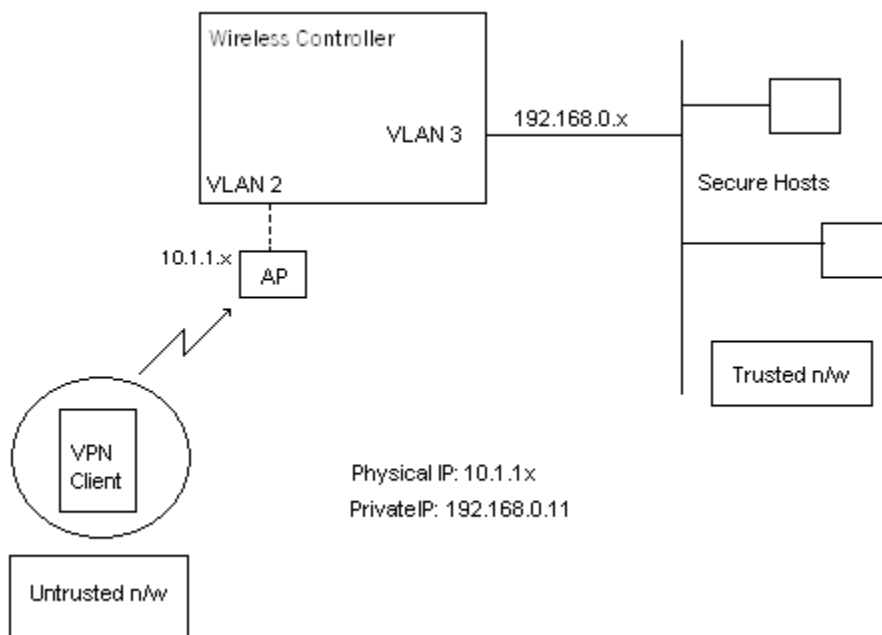 Wireless Controller
VLAN 3
192.168.0.x
VLAN 2
Secure Hosts
10.1.1.x
AP
Trusted n/w
VPN
Client
Physical IP: 10.1.1x
PrivateIP: 192.168.0.11
Untrusted n/w